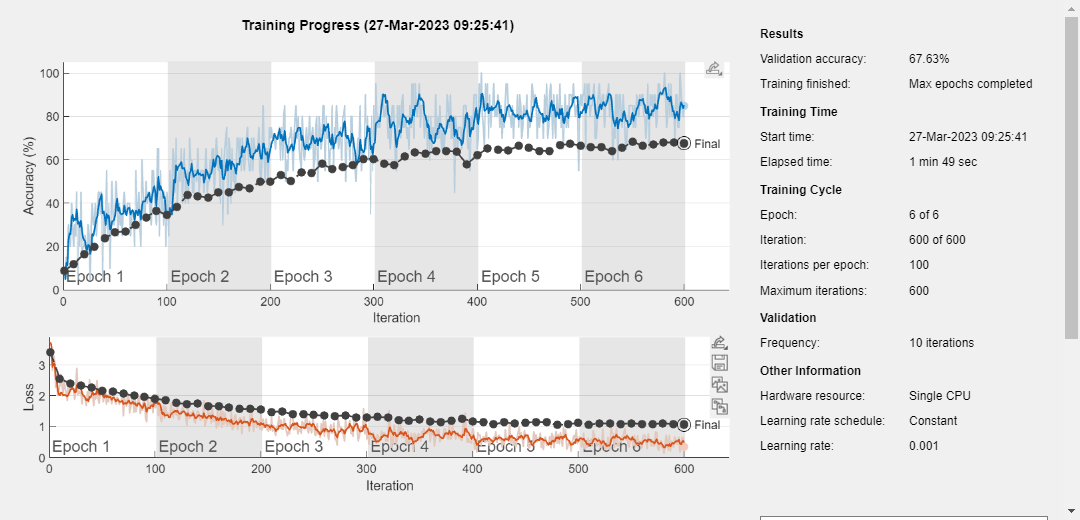 Training Progress (27-Mar-2023 09:25:41)
100
80
60
40
20
0
Accuracy (%)
Epoch 1
Epoch 2
Epoch 3
Epoch 4
Epoch 5
Epoch 6
Final
0
100
200
300
400
500
600
Iteration
3
2
1
0
Loss
Epoch 1
Epoch 2
Epoch 3
Epoch 4
Epoch 5
Epoch 6
Final
0
100
200
300
400
500
600
Iteration
Results
Validation accuracy: 67.63%
Training finished: Max epochs completed
Training Time
Start time: 27-Mar-2023 09:25:41
Elapsed time: 1 min 49 sec
Training Cycle
Epoch: 6 of 6
Iteration: 600 of 600
Iterations per epoch: 100
Maximum iterations: 600
Validation
Frequency: 10 iterations
Other Information
Hardware resource: Single CPU
Learning rate schedule: Constant
Learning rate: 0.001